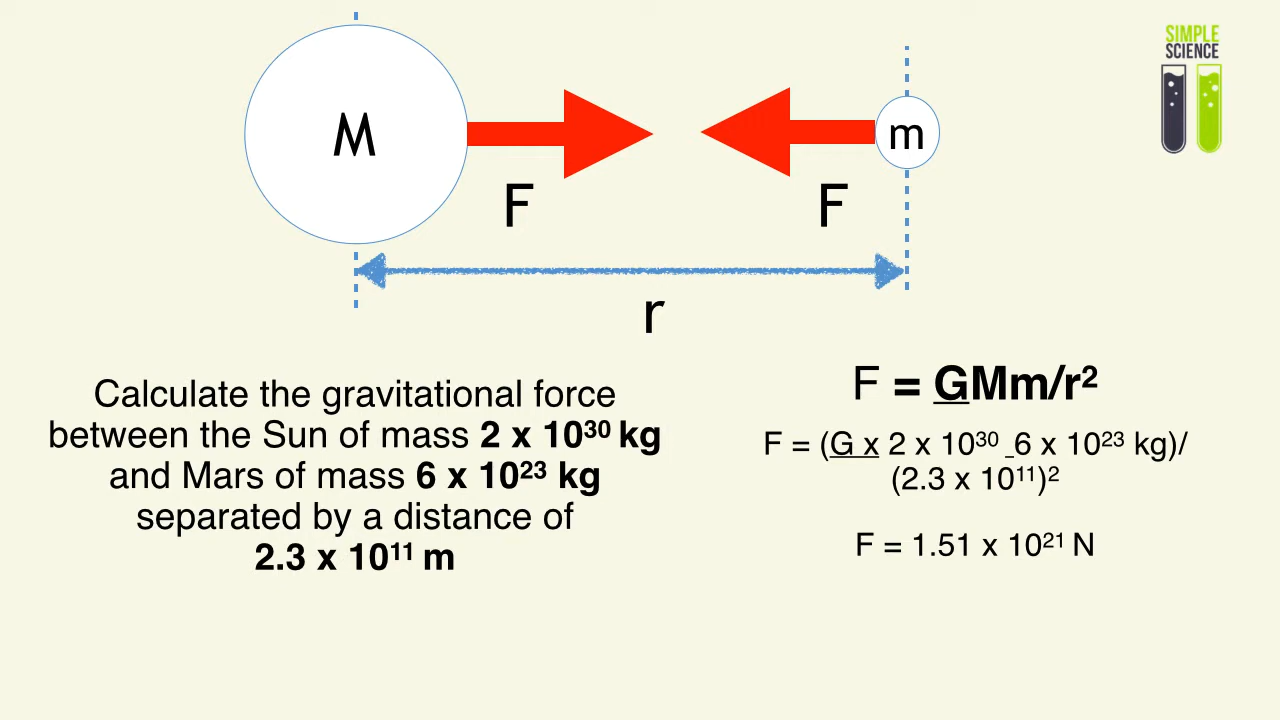 SIMPLE
SCIENCE
M
m
F
F
r
Calculate the gravitational force
between the Sun of mass 2 x 10³⁰ kg
and Mars of mass 6 x 10²³ kg
separated by a distance of
2.3 x 10¹¹ m
F = GMm/r²
F = (G x 2 x 10³⁰ _6 x 10²³ kg)/
(2.3 x 10¹¹)²
F = 1.51 x 10²¹ N